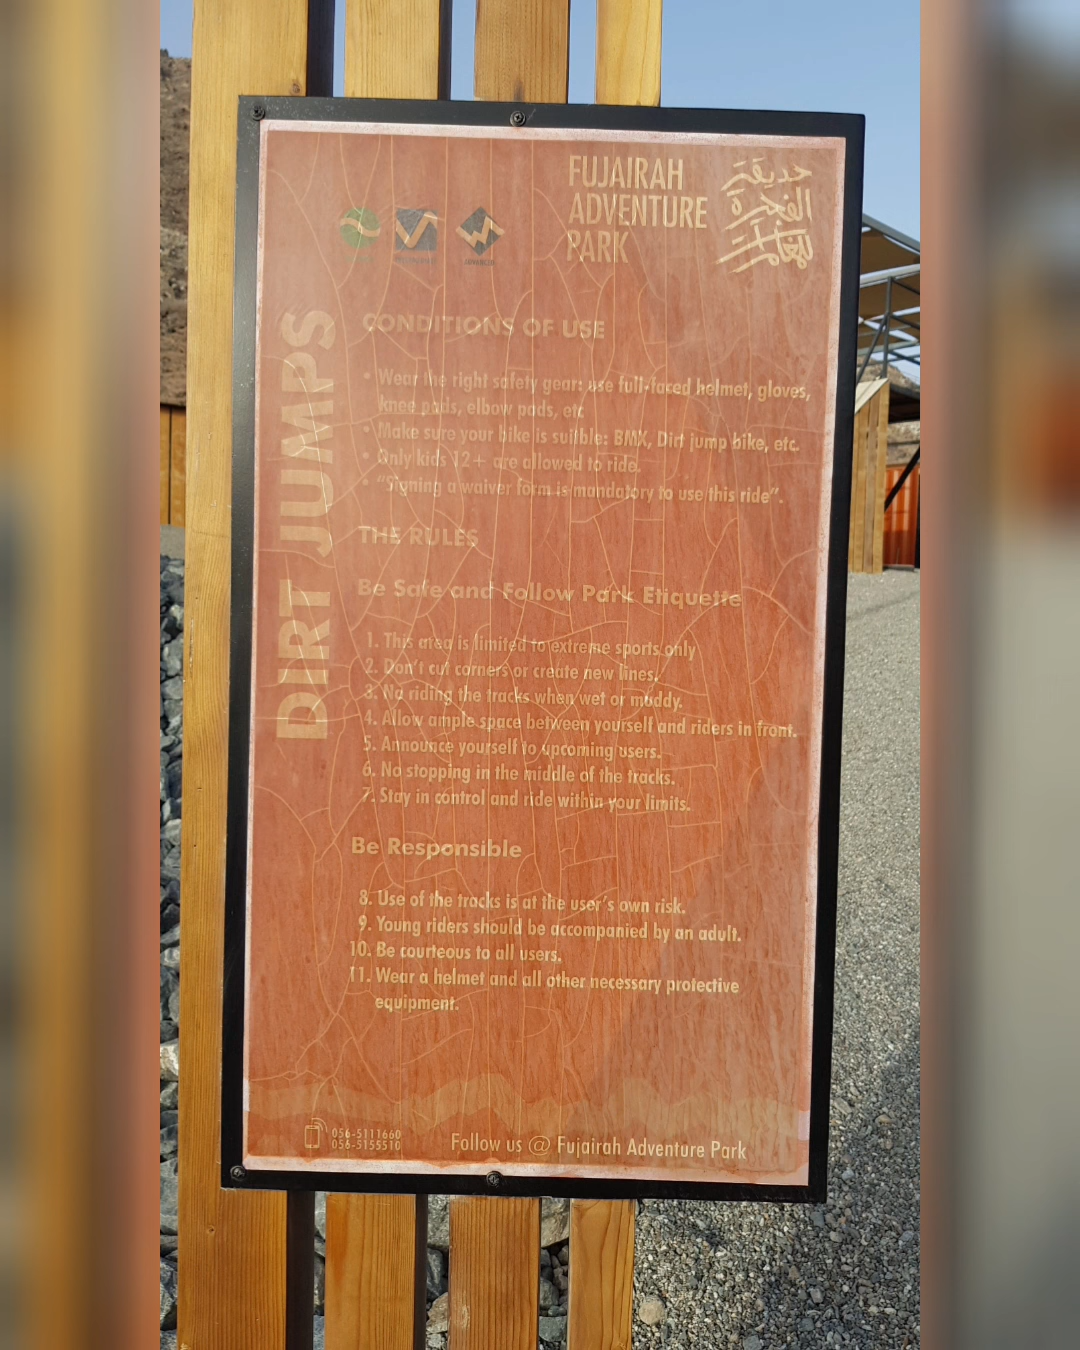 FUJAIRAH
ADVENTURE
PARK
ADVANCED
DIRT JUMPS
CONDITIONS OF USE
• Wear the right safety gear: use full-faced helmet, gloves,
knee pads, elbow pads, etc
• Make sure your bike is suitble: BMX, Dirt jump bike, etc.
• Only kids 12+ are allowed to ride.
• "Signing a waiver form is mandatory to use this ride".
THE RULES
Be Safe and Follow Park Etiquette
1. This area is limited to extreme sports only
2. Don't cut corners or create new lines.
3. No riding the tracks when wet or muddy.
4. Allow ample space between yourself and riders in front.
5. Announce yourself to upcoming users.
6. No stopping in the middle of the tracks.
7. Stay in control and ride within your limits.
Be Responsible
8. Use of the tracks is at the user's own risk.
9. Young riders should be accompanied by an adult.
10. Be courteous to all users.
11. Wear a helmet and all other necessary protective
equipment.
056-5111660
056-5155510
Follow us @ Fujairah Adventure Park